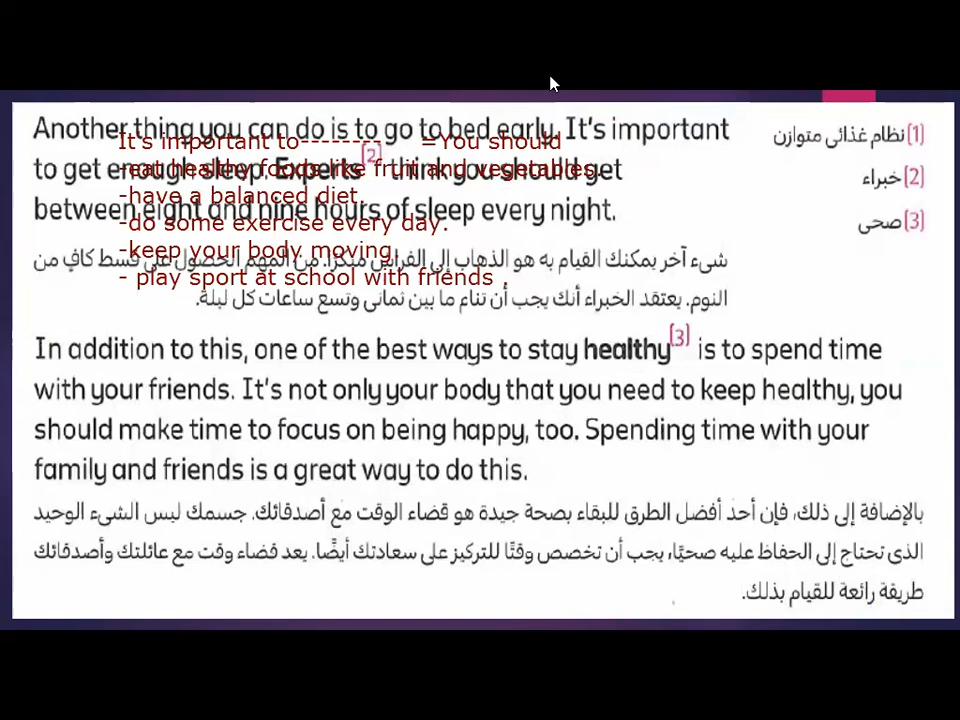 Another thing you can do is to go to bed early. It's important
to get enough sleep. Experts[2] think you should get
between eight and nine hours of sleep every night.
It's important to-------- =You should
-eat healthy foods like fruit and vegetables.
-have a balanced diet.
-do some exercise every day.
-keep your body moving.
- play sport at school with friends .
[1] نظام غذائى متوازن
[2] خبراء
[3] صحى
شىء آخر يمكنك القيام به هو الذهاب إلى الفراش مبكرًا. من المهم الحصول على قسط كافٍ من
النوم. يعتقد الخبراء أنك يجب أن تنام ما بين ثمانى وتسع ساعات كل ليلة.
In addition to this, one of the best ways to stay healthy[3] is to spend time
with your friends. It's not only your body that you need to keep healthy, you
should make time to focus on being happy, too. Spending time with your
family and friends is a great way to do this.
بالإضافة إلى ذلك، فإن أحد أفضل الطرق للبقاء بصحة جيدة هو قضاء الوقت مع أصدقائك. جسمك ليس الشىء الوحيد
الذى تحتاج إلى الحفاظ عليه صحيًا، يجب أن تخصص وقتًا للتركيز على سعادتك أيضًا. يعد قضاء وقت مع عائلتك وأصدقائك
طريقة رائعة للقيام بذلك.